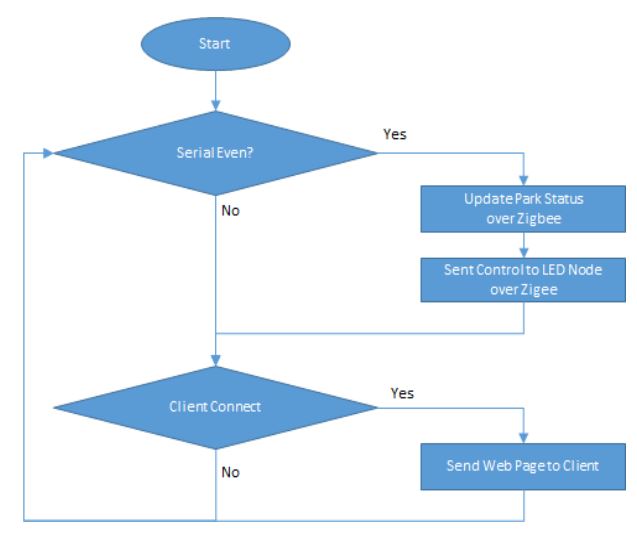 Start
Serial Even?
Yes
Update Park Status
over Zigbee
No
Sent Control to LED Node
over Zigee
Client Connect
Yes
Send Web Page to Client
No